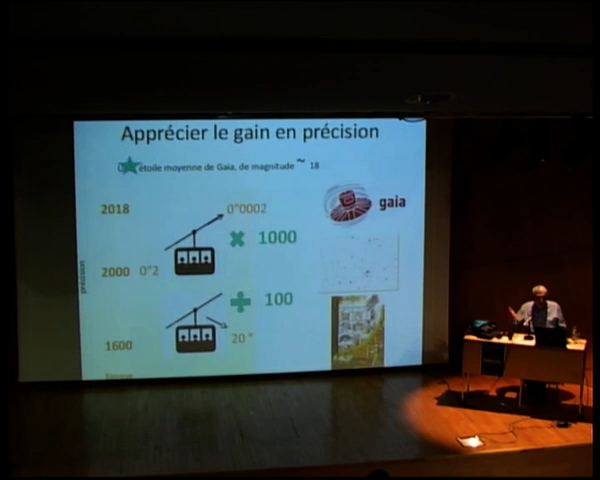 Apprécier le gain en précision
étoile moyenne de Gaia, de magnitude ~ 18
2018
0"0002
gaia
× 1000
2000 0"2
précision
÷ 100
1600
20 "